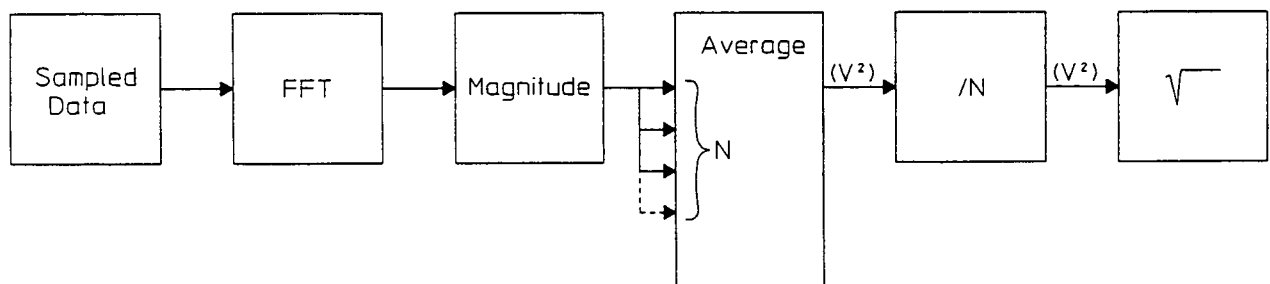 Sampled
Data
FFT
Magnitude
Average
N
(V²)
/N
(V²)
√